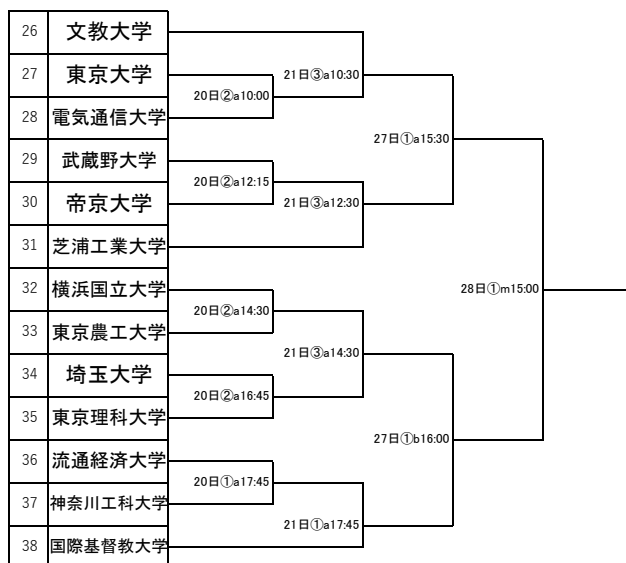 26 文教大学
27 東京大学
28 電気通信大学
29 武蔵野大学
30 帝京大学
31 芝浦工業大学
32 横浜国立大学
33 東京農工大学
34 埼玉大学
35 東京理科大学
36 流通経済大学
37 神奈川工科大学
38 国際基督教大学
20日②a10:00
20日②a12:15
20日②a14:30
20日②a16:45
20日①a17:45
21日③a10:30
21日③a12:30
21日③a14:30
21日①a17:45
27日①a15:30
27日①b16:00
28日①m15:00